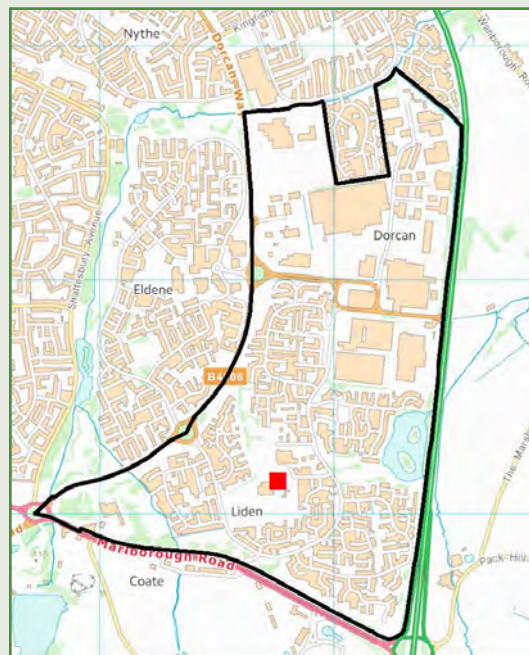 Nythe
Kingfisher
Dorcan Way
Wanborough Road
Shaftesbury Avenue
Dorcan
Eldene
B4006
The Marsh
Liden
Marlborough Road
Pack Hill
Coate